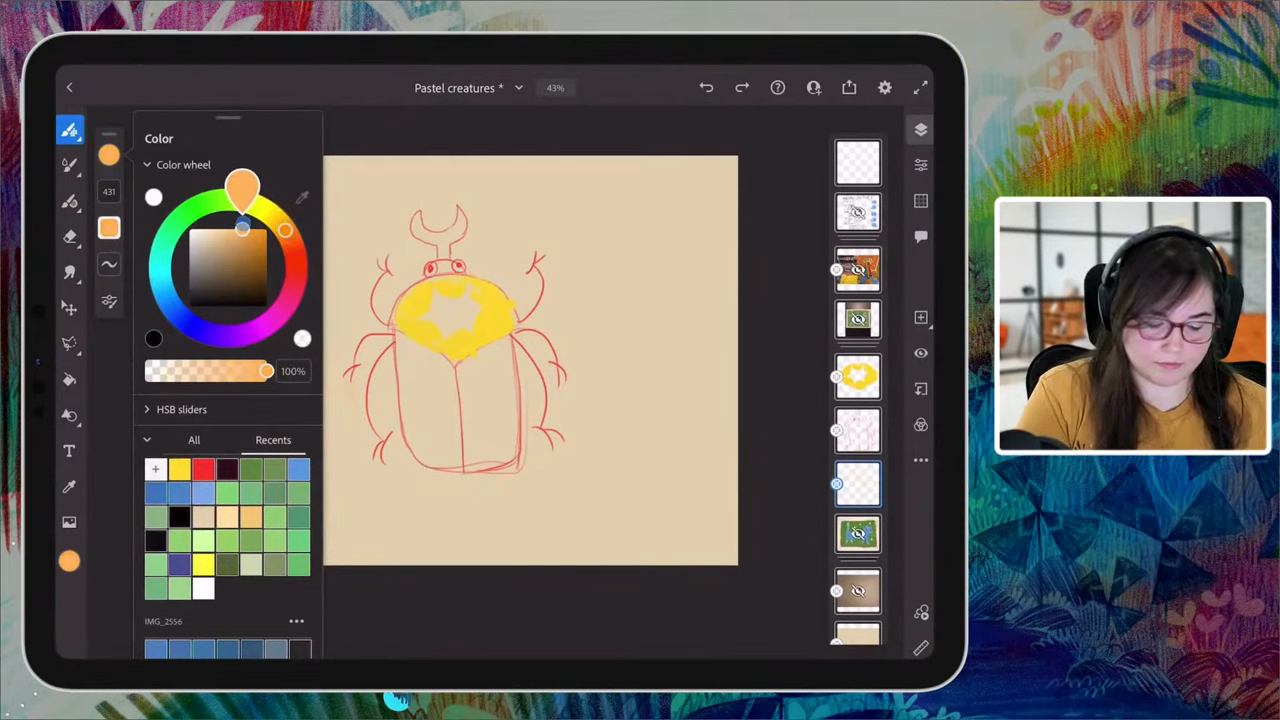 Pastel creatures *
43%
Color
Color wheel
431
100%
HSB sliders
All
Recents
IMG_2556